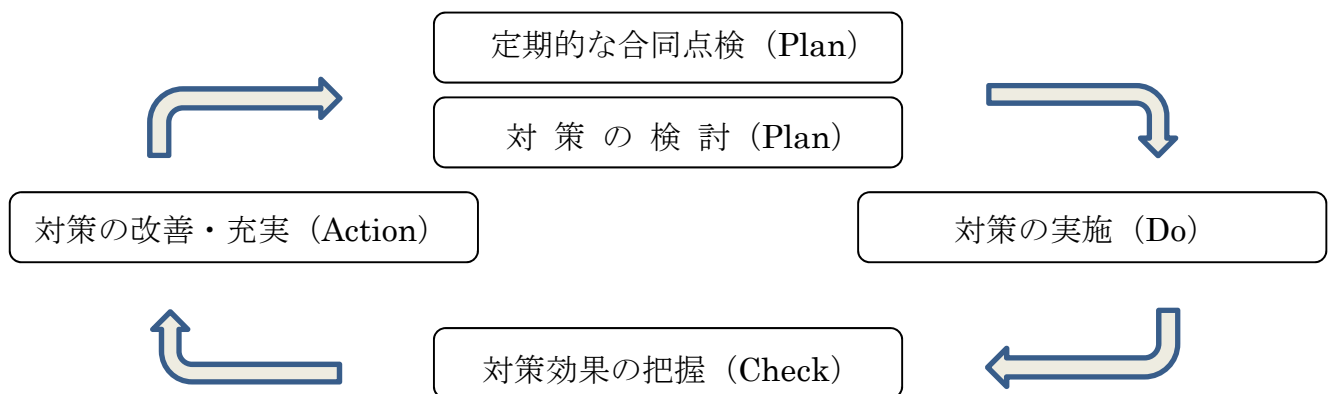 定期的な合同点検（Plan）
対 策 の 検 討（Plan）
対策の改善・充実（Action）
対策の実施（Do）
対策効果の把握（Check）